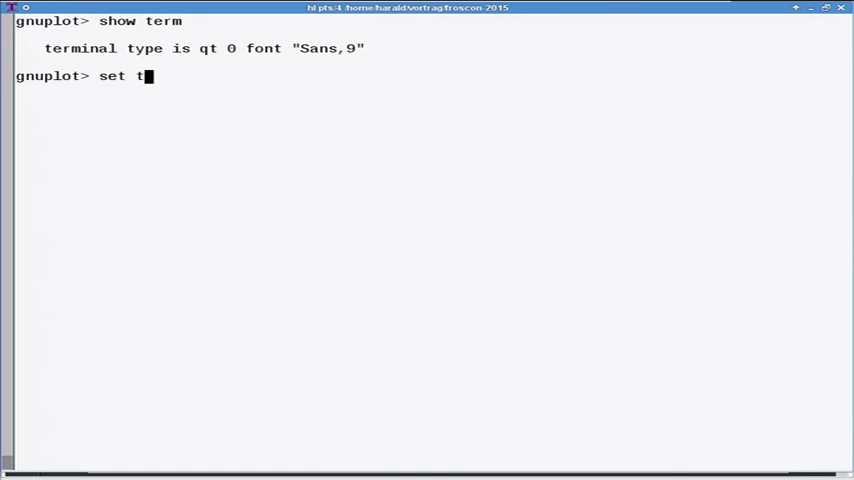 hl pts/4 /home/harald/vortrag/froscon-2015
gnuplot> show term
terminal type is qt 0 font "Sans,9"
gnuplot> set t